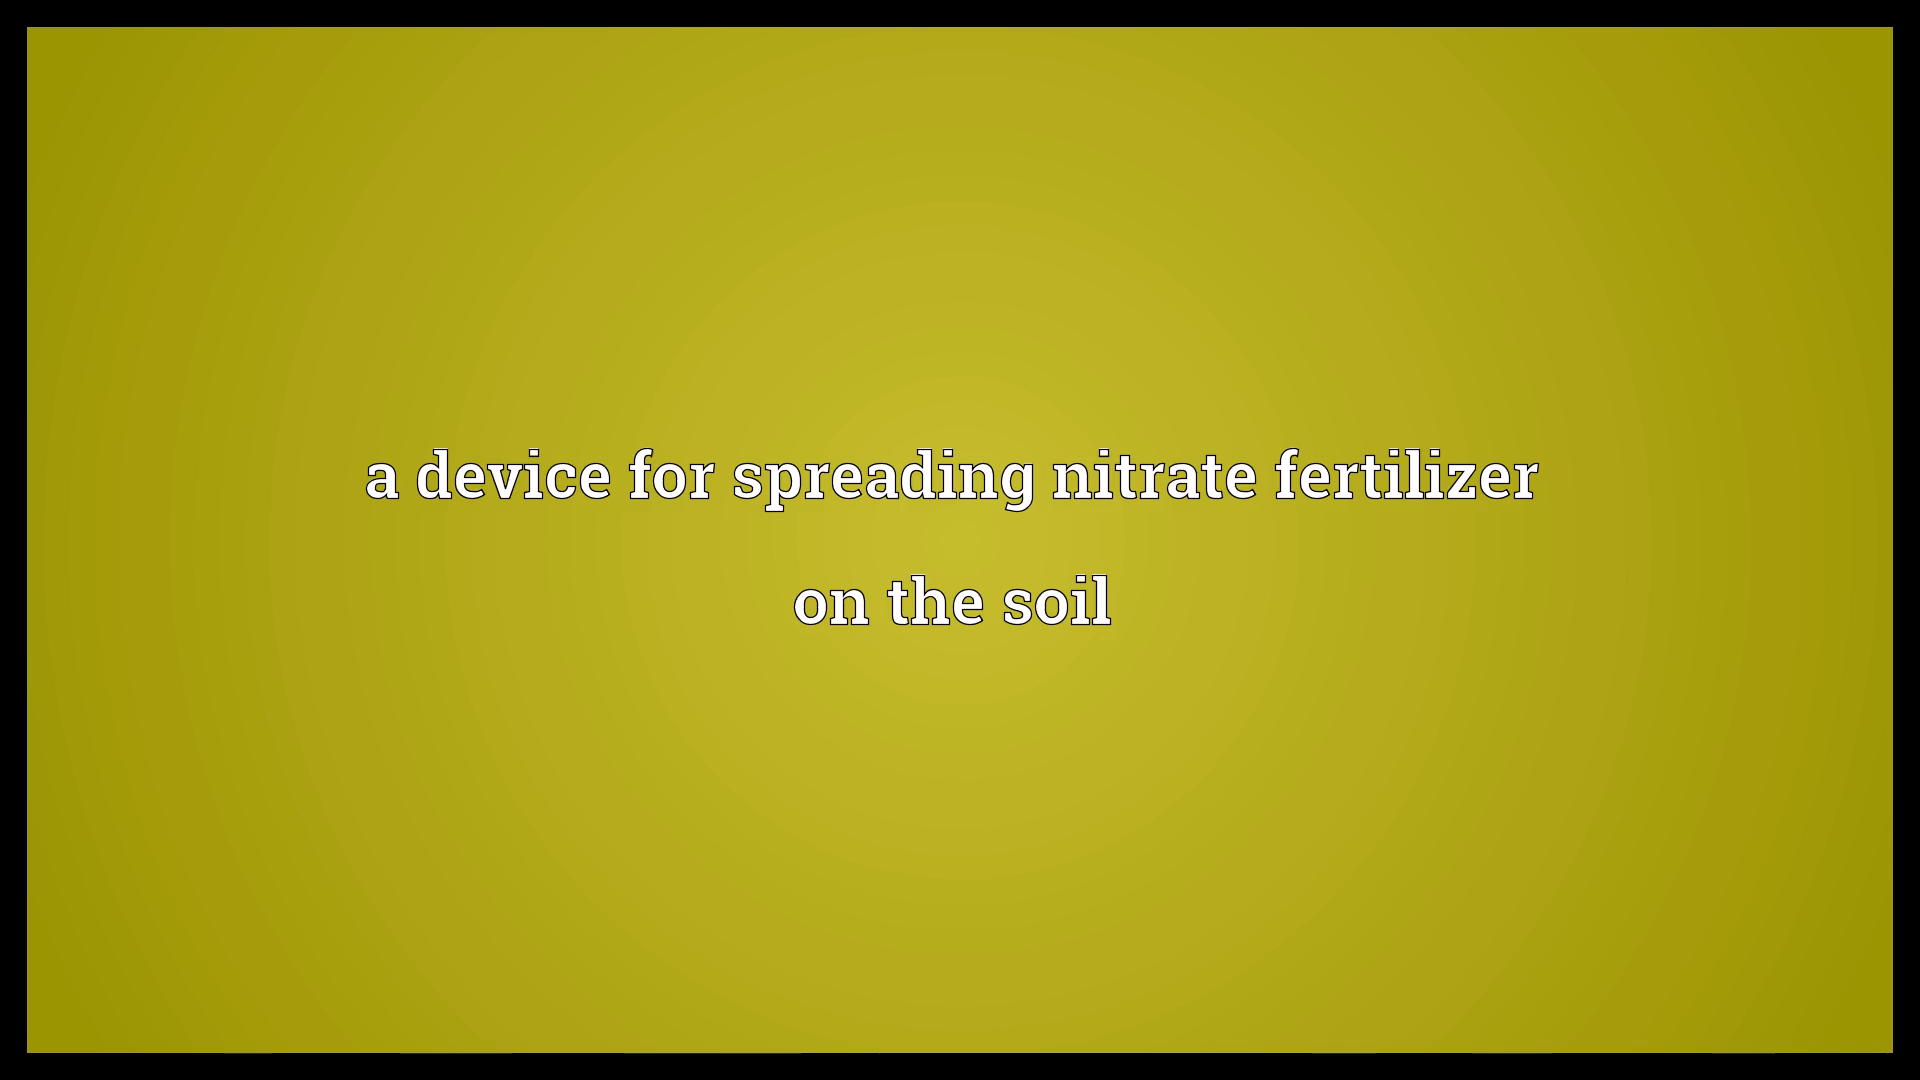 a device for spreading nitrate fertilizer
on the soil